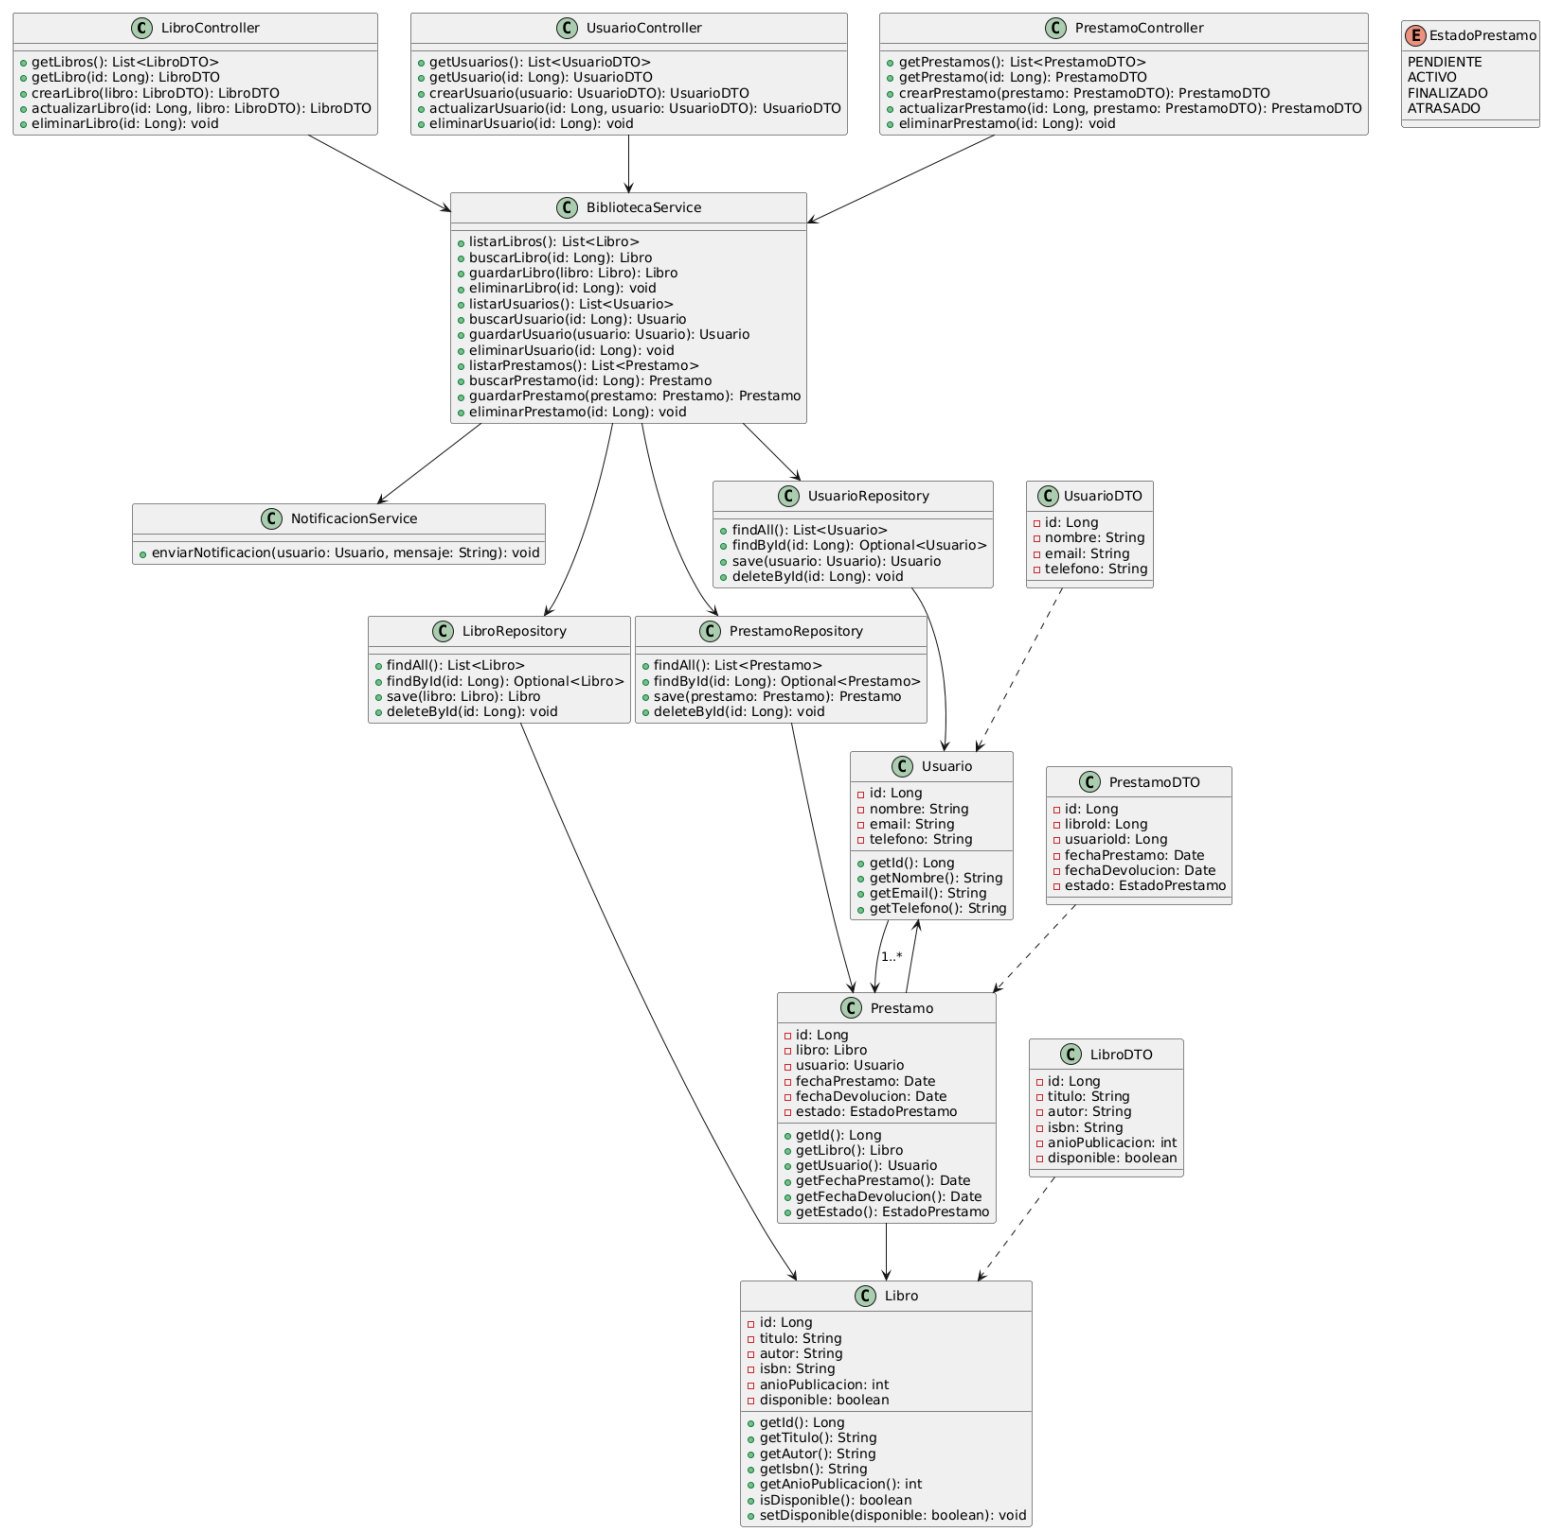 C LibroController
+getLibros(): List<LibroDTO>
+getLibro(id: Long): LibroDTO
+crearLibro(libro: LibroDTO): LibroDTO
+actualizarLibro(id: Long, libro: LibroDTO): LibroDTO
+eliminarLibro(id: Long): void
C UsuarioController
getUsuarios(): List<UsuarioDTO>
getUsuario(id: Long): UsuarioDTO
crearUsuario(usuario: UsuarioDTO): UsuarioDTO
actualizarUsuario(id: Long, usuario: UsuarioDTO): UsuarioDTO
eliminarUsuario(id: Long): void
C PrestamoController
getPrestamos(): List<PrestamoDTO>
getPrestamo(id: Long): PrestamoDTO
crearPrestamo(prestamo: PrestamoDTO): PrestamoDTO
actualizarPrestamo(id: Long, prestamo: PrestamoDTO): PrestamoDTO
eliminarPrestamo(id: Long): void
E EstadoPrestamo
PENDIENTE
ACTIVO
FINALIZADO
ATRASADO
C BibliotecaService
listarLibros(): List<Libro>
buscarLibro(id: Long): Libro
guardarLibro(libro: Libro): Libro
eliminarLibro(id: Long): void
listarUsuarios(): List<Usuario>
buscarUsuario(id: Long): Usuario
guardarUsuario(usuario: Usuario): Usuario
eliminarUsuario(id: Long): void
listarPrestamos(): List<Prestamo>
buscarPrestamo(id: Long): Prestamo
guardarPrestamo(prestamo: Prestamo): Prestamo
eliminarPrestamo(id: Long): void
C NotificacionService
enviarNotificacion(usuario: Usuario, mensaje: String): void
C UsuarioRepository
findAll(): List<Usuario>
findById(id: Long): Optional<Usuario>
save(usuario: Usuario): Usuario
deleteById(id: Long): void
C UsuarioDTO
id: Long
nombre: String
email: String
telefono: String
C LibroRepository
findAll(): List<Libro>
findById(id: Long): Optional<Libro>
save(libro: Libro): Libro
deleteById(id: Long): void
C PrestamoRepository
findAll(): List<Prestamo>
findById(id: Long): Optional<Prestamo>
save(prestamo: Prestamo): Prestamo
deleteById(id: Long): void
C Usuario
id: Long
nombre: String
email: String
telefono: String
getId(): Long
getNombre(): String
getEmail(): String
getTelefono(): String
C PrestamoDTO
id: Long
libroId: Long
usuarioId: Long
fechaPrestamo: Date
fechaDevolucion: Date
estado: EstadoPrestamo
1..*
C Prestamo
id: Long
libro: Libro
usuario: Usuario
fechaPrestamo: Date
fechaDevolucion: Date
estado: EstadoPrestamo
getId(): Long
getLibro(): Libro
getUsuario(): Usuario
getFechaPrestamo(): Date
getFechaDevolucion(): Date
getEstado(): EstadoPrestamo
C LibroDTO
id: Long
titulo: String
autor: String
isbn: String
anioPublicacion: int
disponible: boolean
C Libro
id: Long
titulo: String
autor: String
isbn: String
anioPublicacion: int
disponible: boolean
getId(): Long
getTitulo(): String
getAutor(): String
getIsbn(): String
getAnioPublicacion(): int
isDisponible(): boolean
setDisponible(disponible: boolean): void